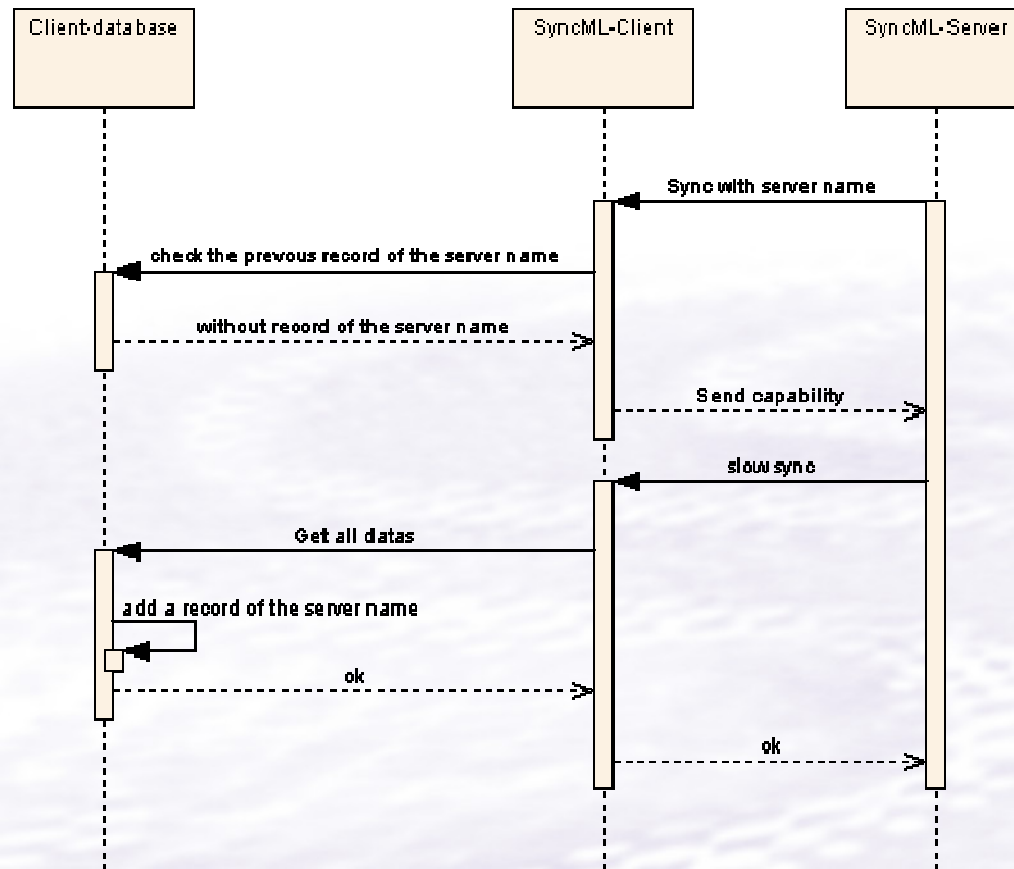 Client-database
SyncML-Client
SyncML-Server
Sync with server name
check the prevous record of the server name
without record of the server name
Send capability
slow sync
Get all datas
add a record of the server name
ok
ok